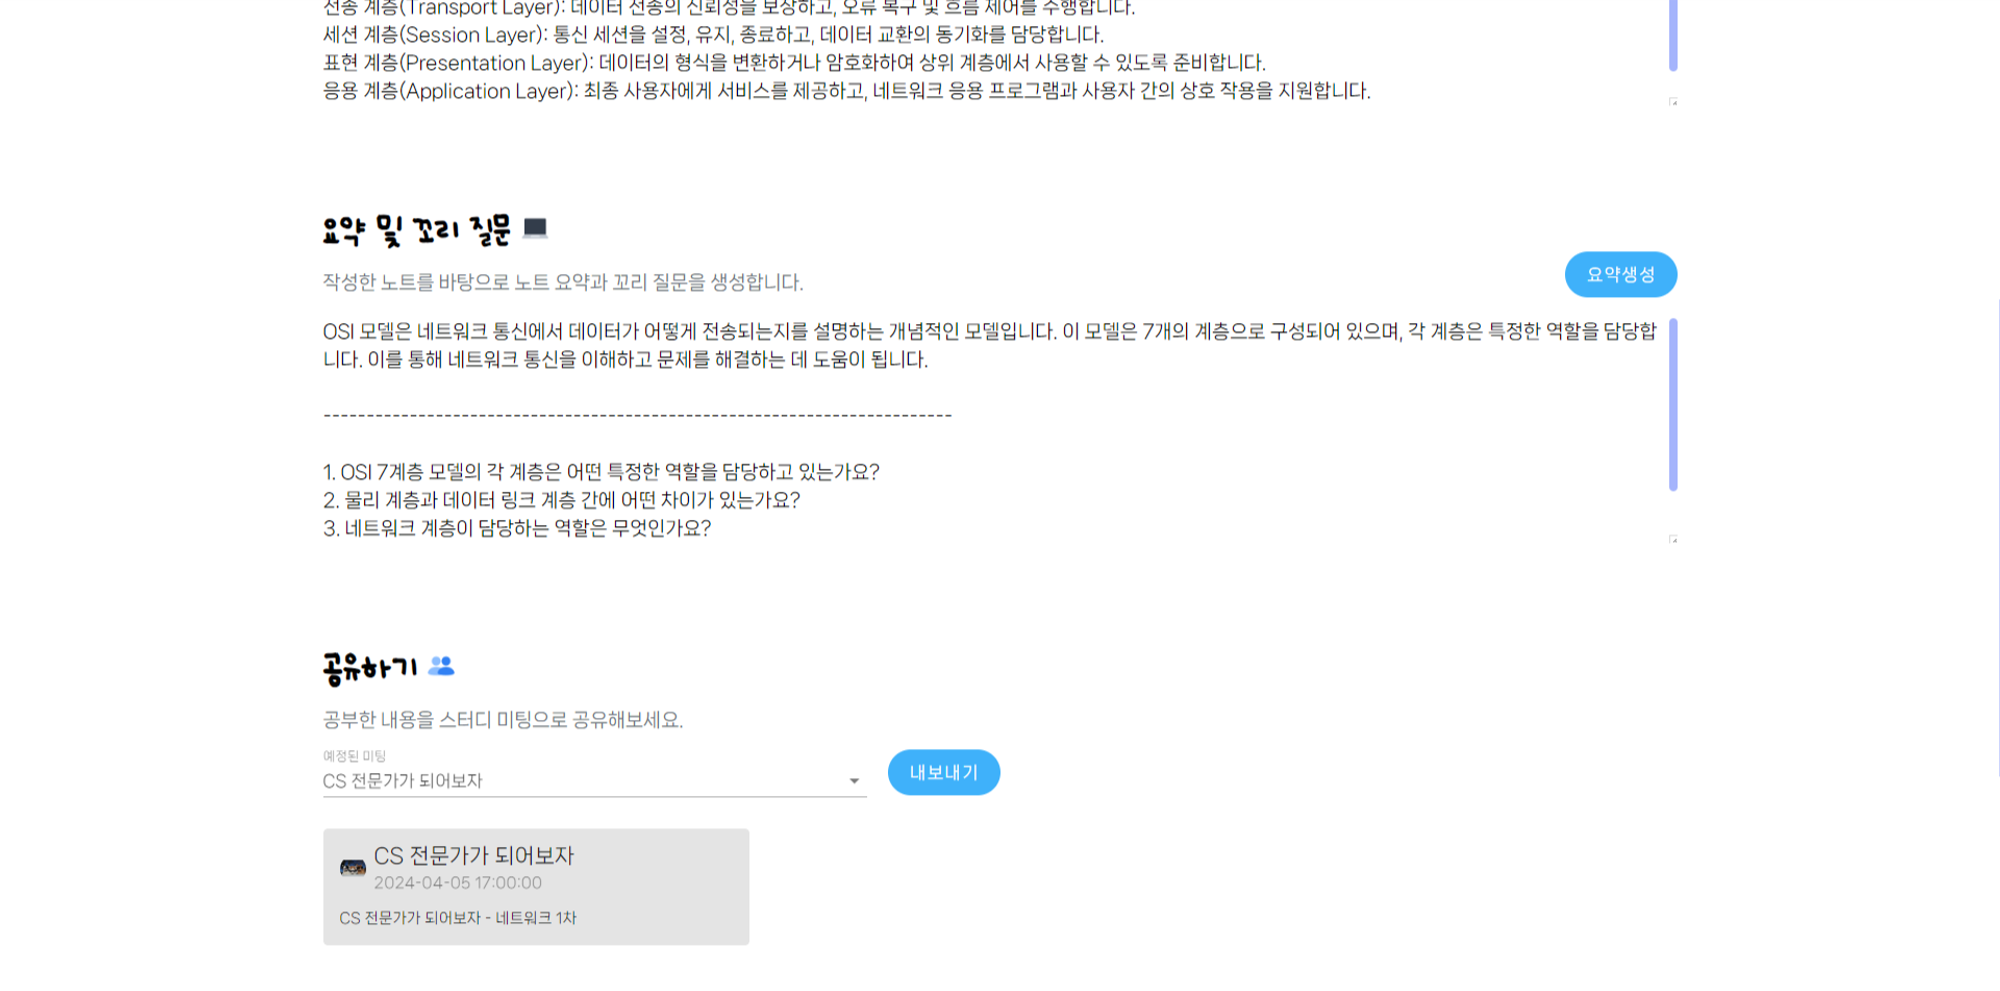 전송 계층(Transport Layer): 데이터 전송의 신뢰성을 보장하고, 오류 복구 및 흐름 제어를 수행합니다.
세션 계층(Session Layer): 통신 세션을 설정, 유지, 종료하고, 데이터 교환의 동기화를 담당합니다.
표현 계층(Presentation Layer): 데이터의 형식을 변환하거나 암호화하여 상위 계층에서 사용할 수 있도록 준비합니다.
응용 계층(Application Layer): 최종 사용자에게 서비스를 제공하고, 네트워크 응용 프로그램과 사용자 간의 상호 작용을 지원합니다.
요약 및 꼬리 질문
작성한 노트를 바탕으로 노트 요약과 꼬리 질문을 생성합니다.
요약생성
OSI 모델은 네트워크 통신에서 데이터가 어떻게 전송되는지를 설명하는 개념적인 모델입니다. 이 모델은 7개의 계층으로 구성되어 있으며, 각 계층은 특정한 역할을 담당합
니다. 이를 통해 네트워크 통신을 이해하고 문제를 해결하는 데 도움이 됩니다.
-------------------------------------------------------------------------
1. OSI 7계층 모델의 각 계층은 어떤 특정한 역할을 담당하고 있는가요?
2. 물리 계층과 데이터 링크 계층 간에 어떤 차이가 있는가요?
3. 네트워크 계층이 담당하는 역할은 무엇인가요?
공유하기
공부한 내용을 스터디 미팅으로 공유해보세요.
예정된 미팅
CS 전문가가 되어보자
내보내기
CS 전문가가 되어보자
2024-04-05 17:00:00
CS 전문가가 되어보자 - 네트워크 1차